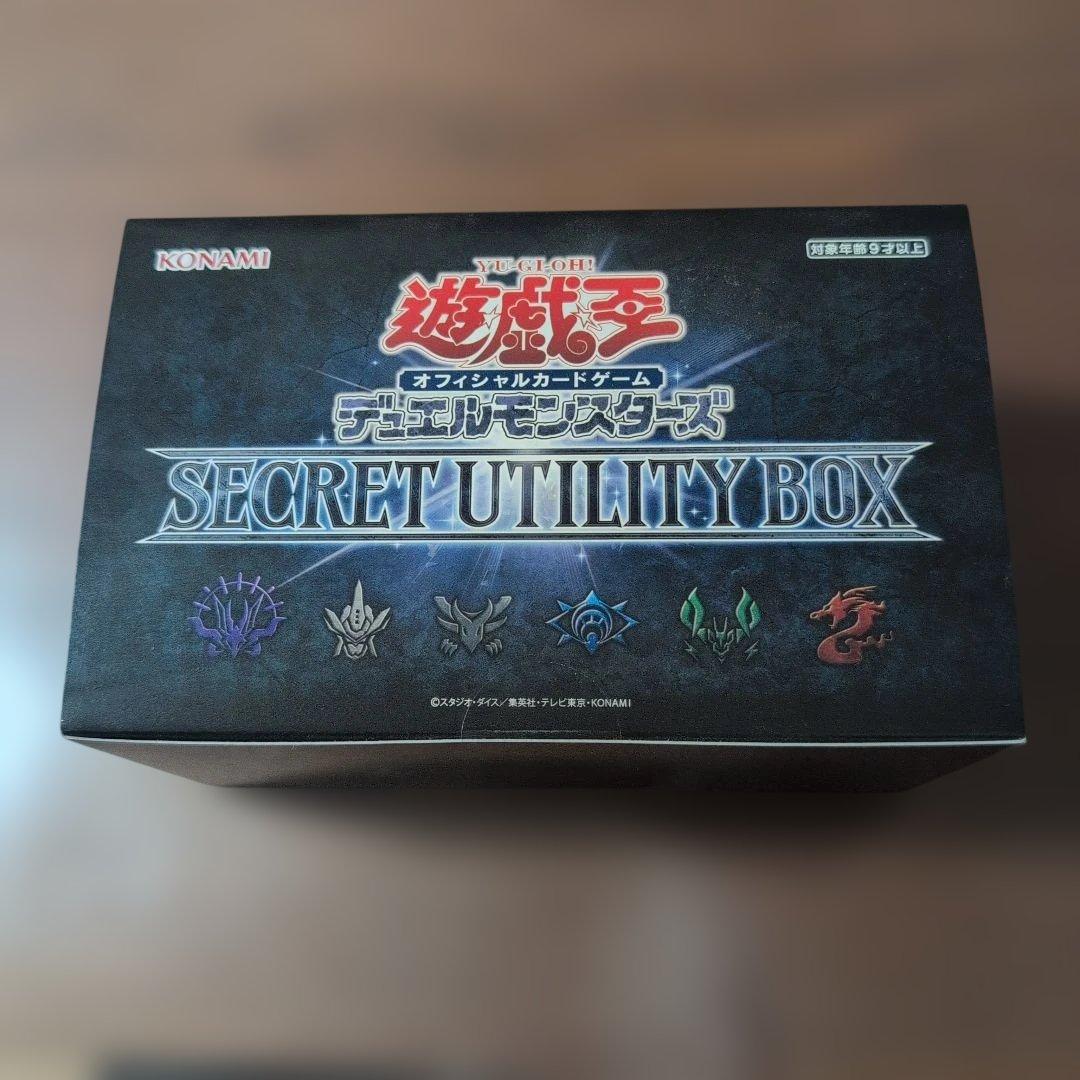 KONAMI
対象年齢9才以上
YU-GI-OH!
遊戯王
オフィシャルカードゲーム
デュエルモンスターズ
SECRET UTILITY BOX
©スタジオ・ダイス/集英社・テレビ東京・KONAMI